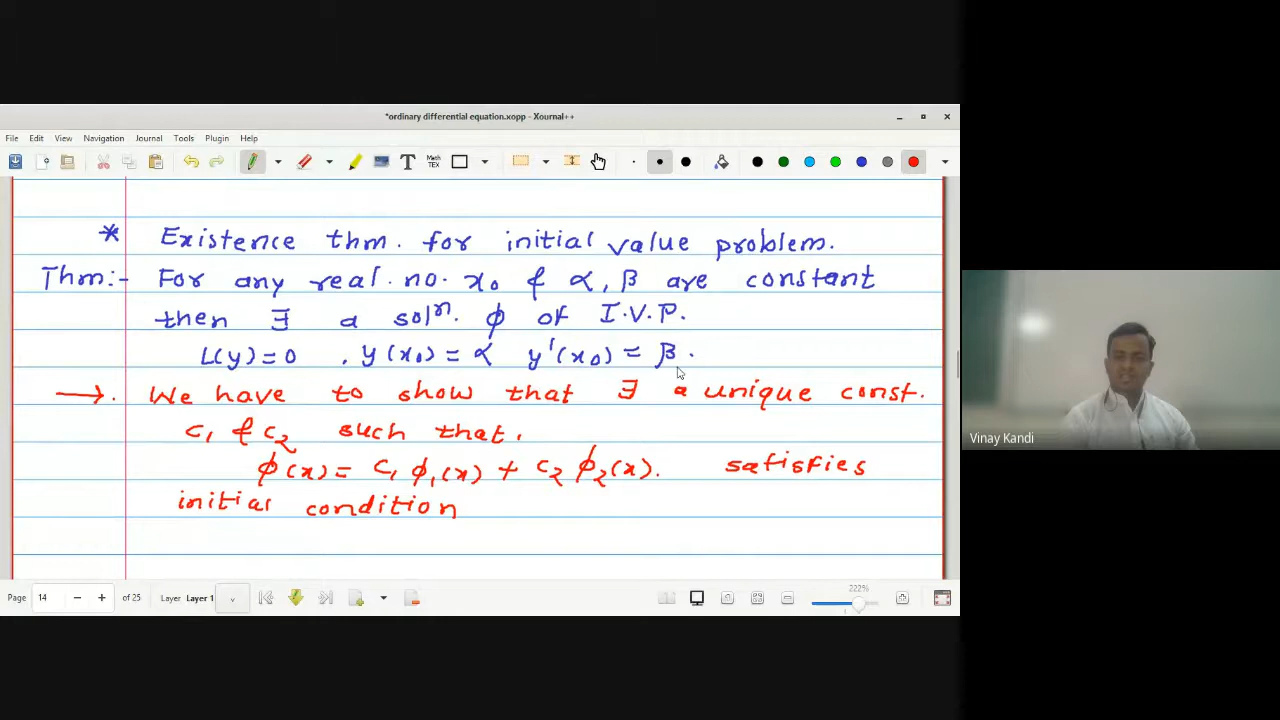 *ordinary differential equation.xopp - Xournal++
File Edit View Navigation Journal Tools Plugin Help
* Existence thm. for initial value problem.
Thm:- For any real no. x₀ & α, β are constant
then ∃ a solⁿ. ϕ of I.V.P.
L(y) = 0 , y(x₀) = α y'(x₀) = β.
→. We have to show that ∃ a unique const.
c₁ & c₂ such that,
ϕ(x) = c₁ ϕ₁(x) + c₂ ϕ₂(x). satisfies
initial condition
Page 14 of 25 Layer Layer 1 222%
Vinay Kandi